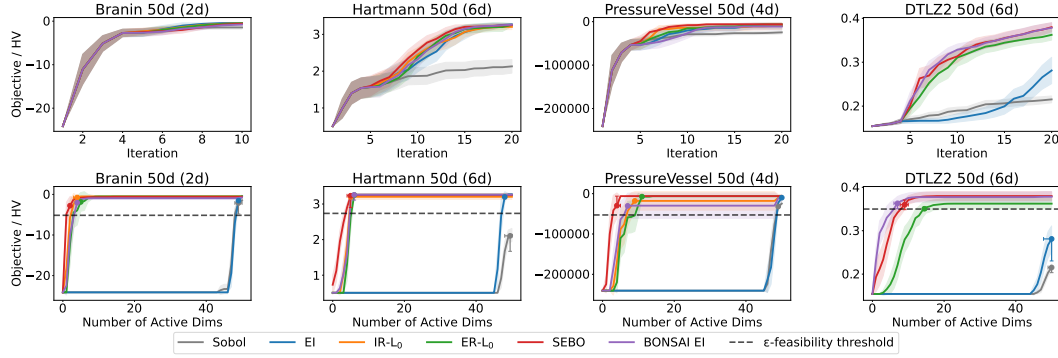 Branin 50d (2d)
Hartmann 50d (6d)
PressureVessel 50d (4d)
DTLZ2 50d (6d)
Objective / HV
0
−10
−20
2 4 6 8 10
Iteration
3
2
1
5 10 15 20
Iteration
0
−100000
−200000
5 10 15 20
Iteration
0.4
0.3
0.2
5 10 15 20
Iteration
Branin 50d (2d)
Hartmann 50d (6d)
PressureVessel 50d (4d)
DTLZ2 50d (6d)
Objective / HV
0
−10
−20
0 20 40
Number of Active Dims
3
2
1
0 20 40
Number of Active Dims
0
−100000
−200000
0 20 40
Number of Active Dims
0.4
0.3
0.2
0 20 40
Number of Active Dims
Sobol EI IR-L₀ ER-L₀ SEBO BONSAI EI ε-feasibility threshold